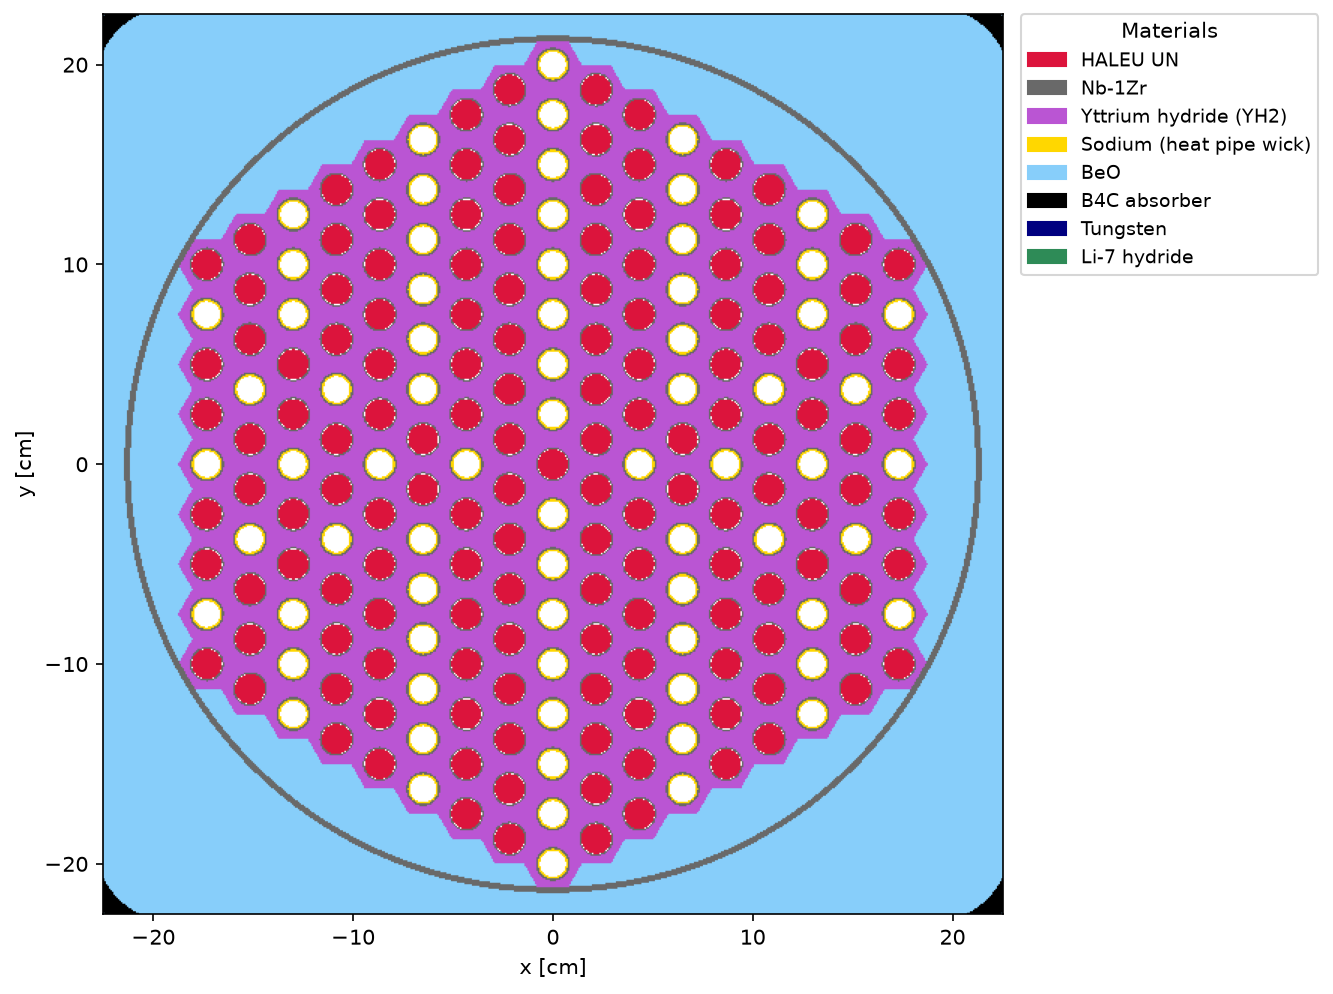 Materials
HALEU UN
Nb-1Zr
Yttrium hydride (YH2)
Sodium (heat pipe wick)
BeO
B4C absorber
Tungsten
Li-7 hydride
20
10
0
−10
−20
y [cm]
−20 −10 0 10 20
x [cm]